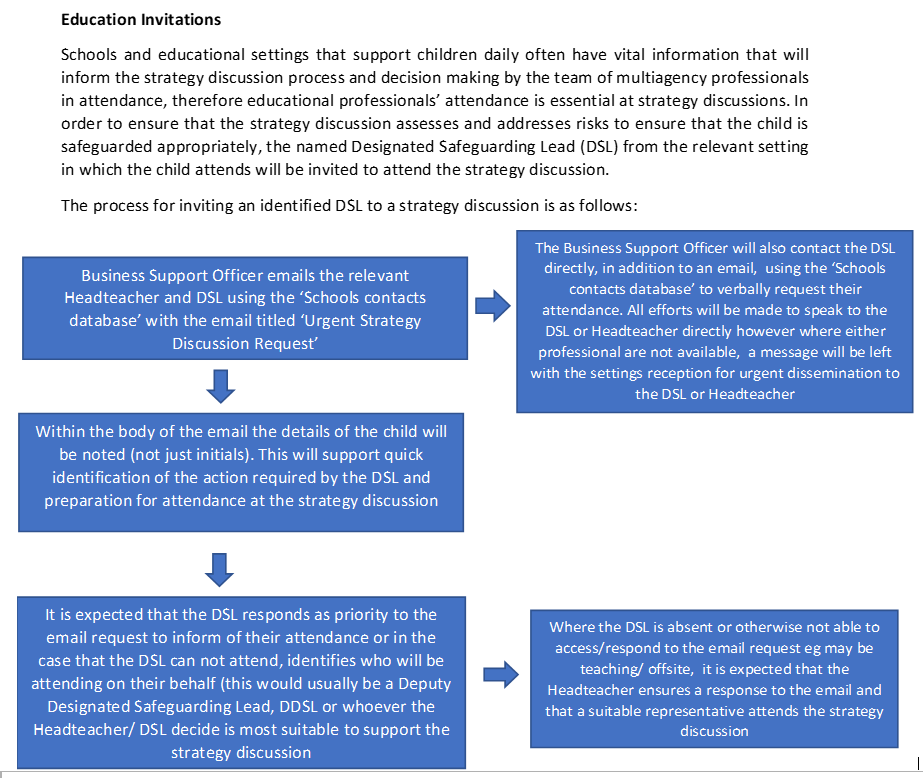 Education Invitations
Schools and educational settings that support children daily often have vital information that will
inform the strategy discussion process and decision making by the team of multiagency professionals
in attendance, therefore educational professionals’ attendance is essential at strategy discussions. In
order to ensure that the strategy discussion assesses and addresses risks to ensure that the child is
safeguarded appropriately, the named Designated Safeguarding Lead (DSL) from the relevant setting
in which the child attends will be invited to attend the strategy discussion.
The process for inviting an identified DSL to a strategy discussion is as follows:
Business Support Officer emails the relevant
Headteacher and DSL using the ‘Schools contacts
database’ with the email titled ‘Urgent Strategy
Discussion Request’
The Business Support Officer will also contact the DSL
directly, in addition to an email, using the ‘Schools
contacts database’ to verbally request their
attendance. All efforts will be made to speak to the
DSL or Headteacher directly however where either
professional are not available, a message will be left
with the settings reception for urgent dissemination to
the DSL or Headteacher
Within the body of the email the details of the child will
be noted (not just initials). This will support quick
identification of the action required by the DSL and
preparation for attendance at the strategy discussion
It is expected that the DSL responds as priority to the
email request to inform of their attendance or in the
case that the DSL can not attend, identifies who will be
attending on their behalf (this would usually be a Deputy
Designated Safeguarding Lead, DDSL or whoever the
Headteacher/ DSL decide is most suitable to support the
strategy discussion
Where the DSL is absent or otherwise not able to
access/respond to the email request eg may be
teaching/ offsite, it is expected that the
Headteacher ensures a response to the email and
that a suitable representative attends the strategy
discussion